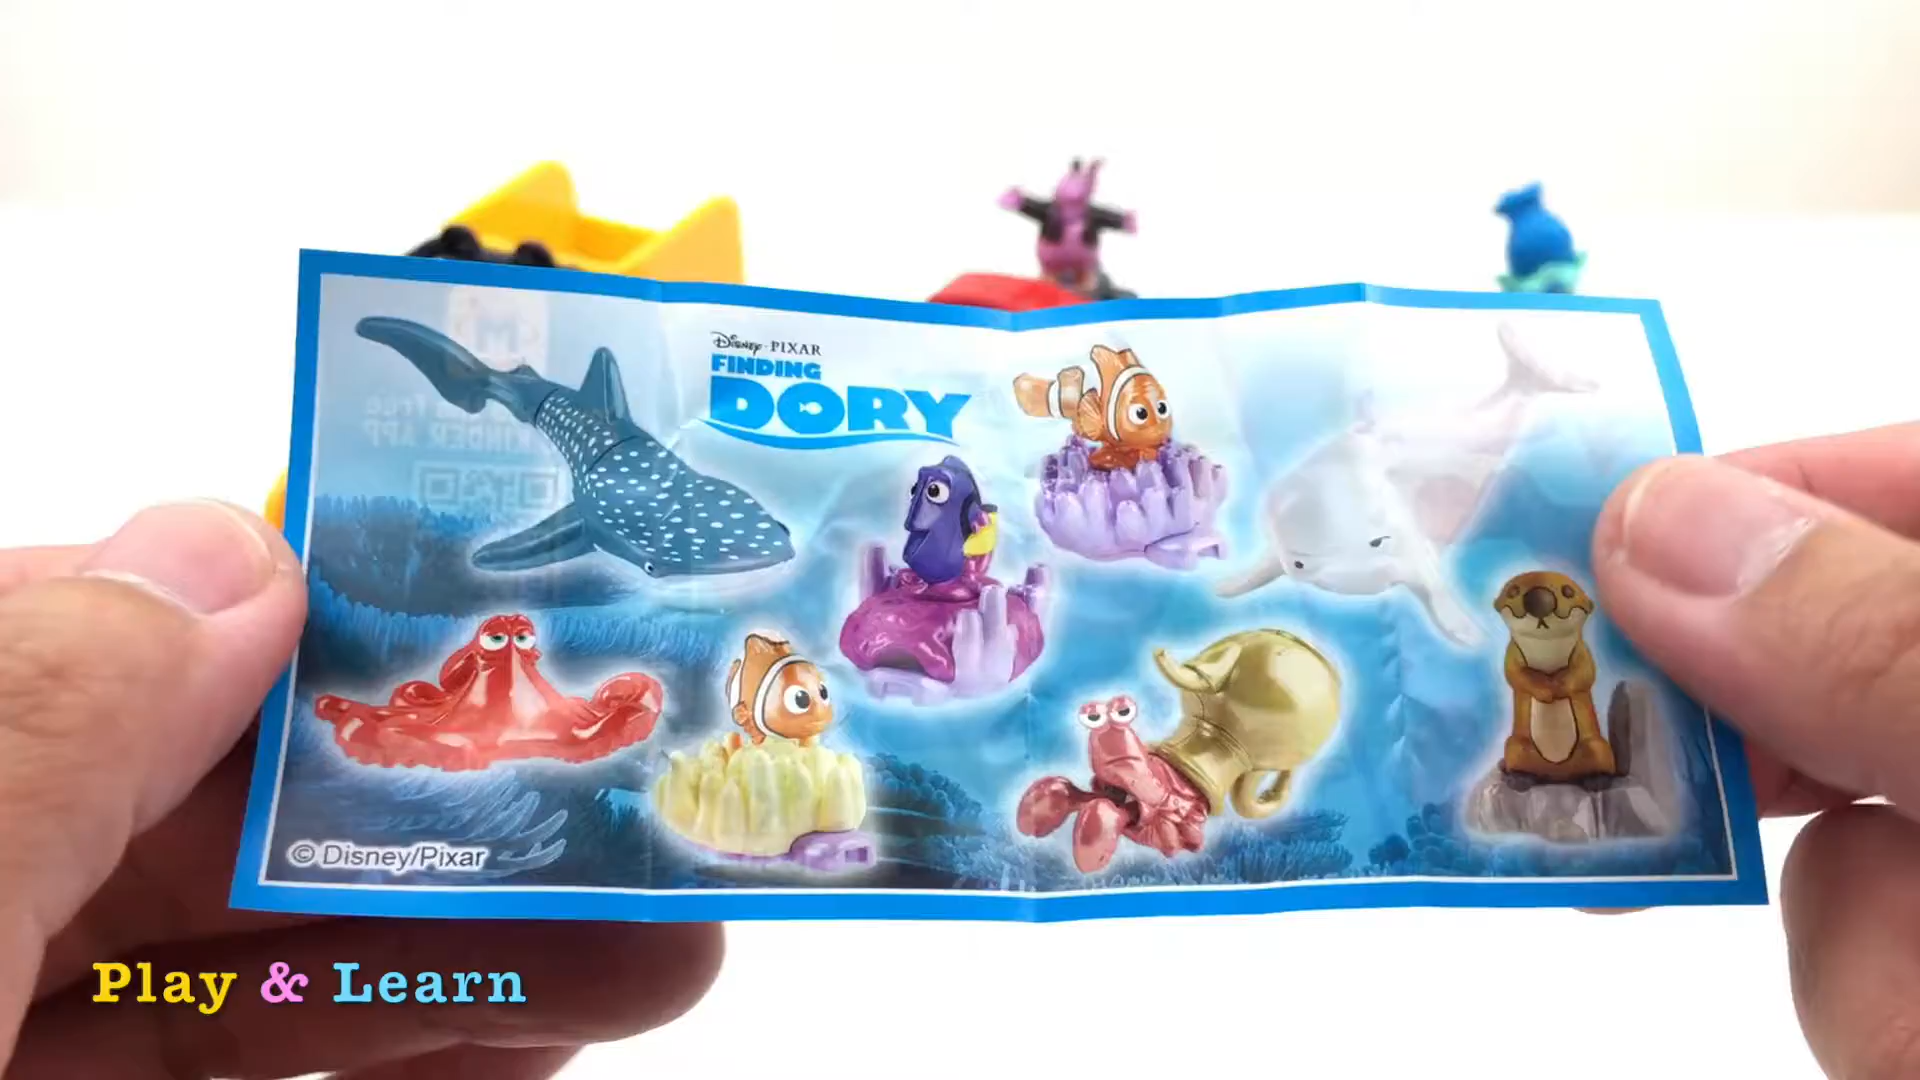 Disney · PIXAR
FINDING
DORY
© Disney/Pixar
Play & Learn